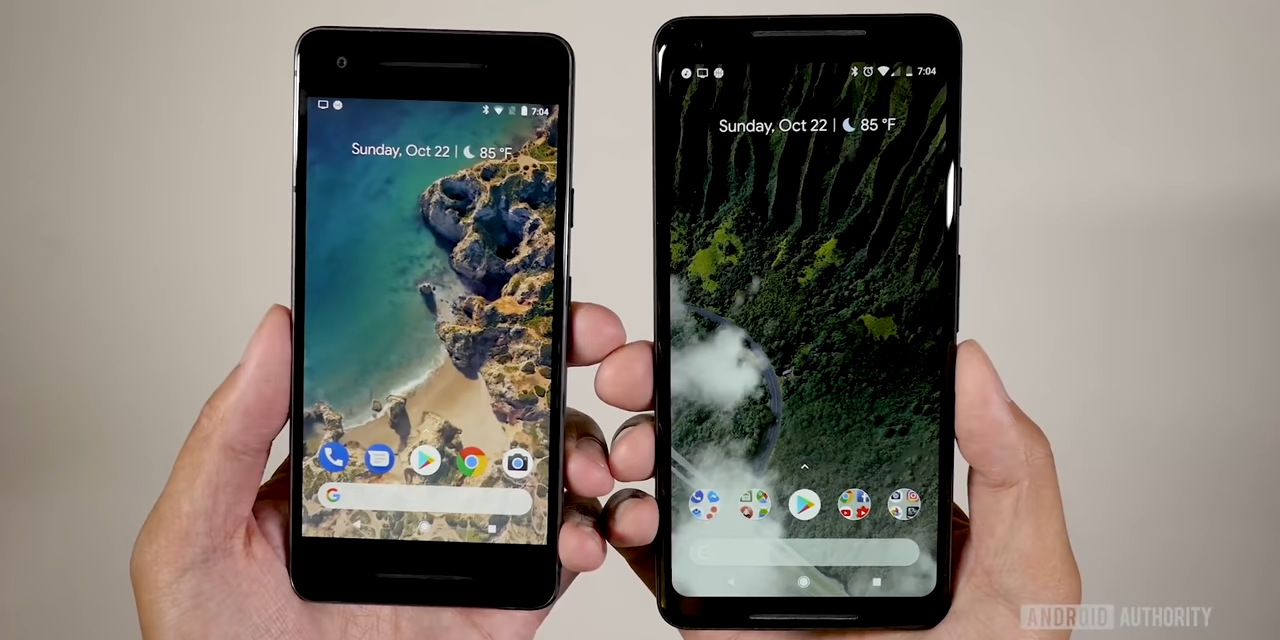 7:04
Sunday, Oct 22 | 85 °F
7:04
Sunday, Oct 22 | 85 °F
G
ANDROID AUTHORITY